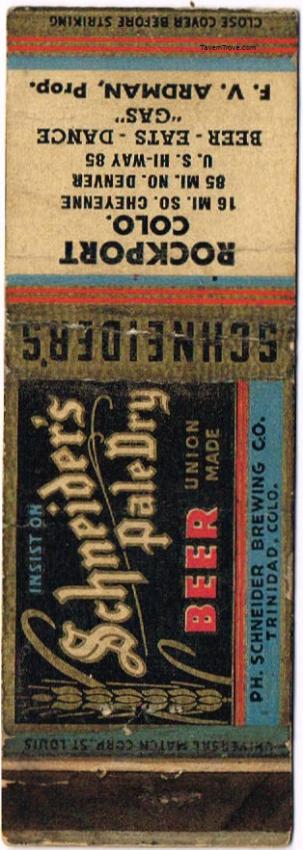 TavernTrove.com
CLOSE COVER BEFORE STRIKING
ROCKPORT
COLO.
16 MI. SO. CHEYENNE
85 MI. NO. DENVER
U. S. HI-WAY 85
BEER - EATS - DANCE
"GAS"
F. V. ARDMAN, Prop.
SCHNEIDER'S
INSIST ON
Schneider's
Pale Dry
BEER
UNION
MADE
PH. SCHNEIDER BREWING CO.
TRINIDAD, COLO.
UNIVERSAL MATCH CORP. ST. LOUIS